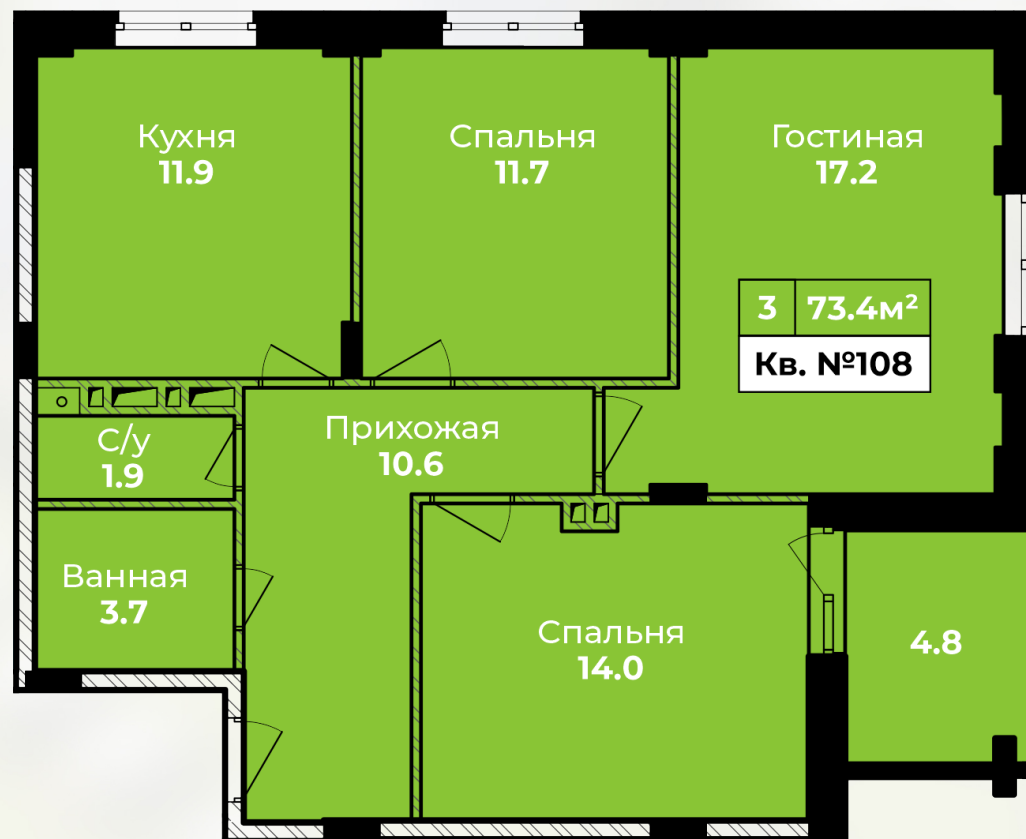 Кухня
11.9
Спальня
11.7
Гостиная
17.2
3 73.4м²
Кв. №108
С/у
1.9
Прихожая
10.6
Ванная
3.7
Спальня
14.0
4.8